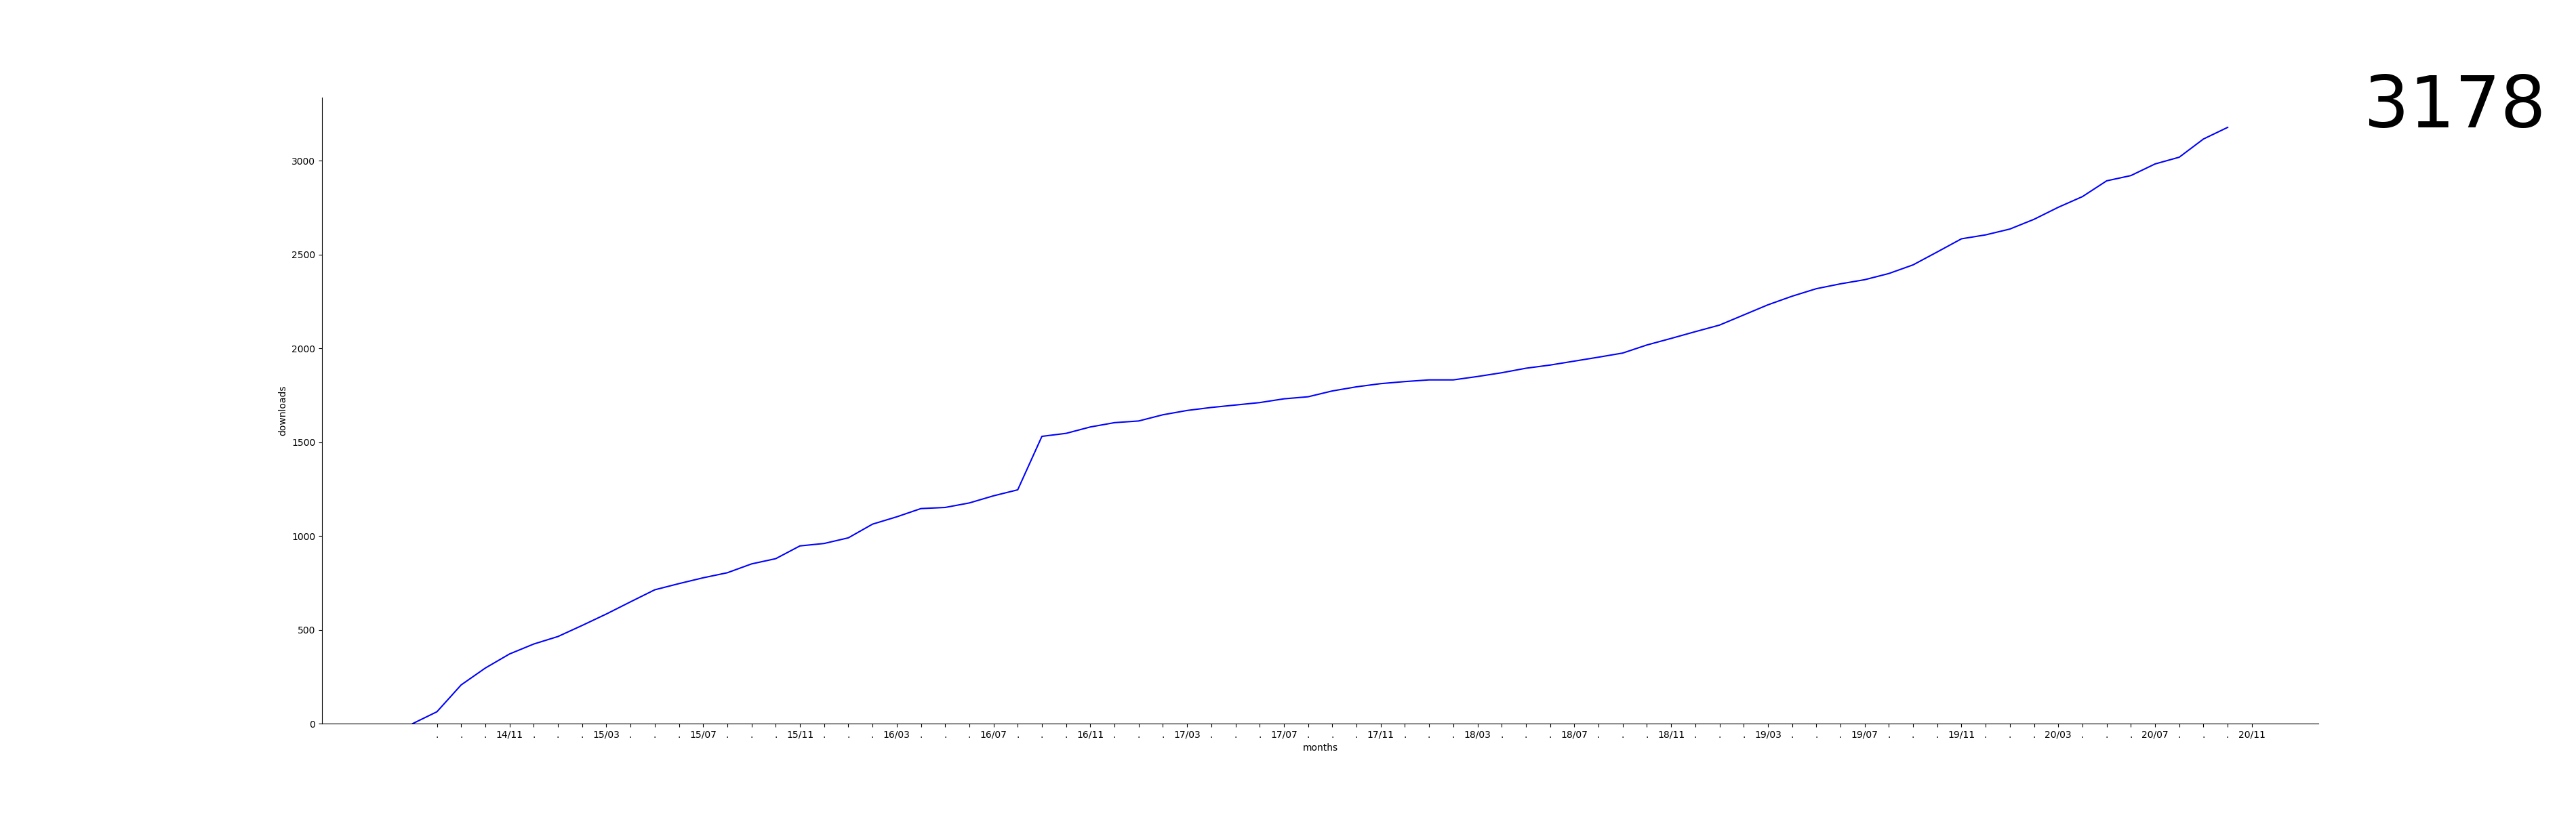 3178
3000
2500
2000
1500
1000
500
0
downloads
. . . 14/11 . . . 15/03 . . . 15/07 . . . 15/11 . . . 16/03 . . . 16/07 . . . 16/11 . . . 17/03 . . . 17/07 . . . 17/11 . . . 18/03 . . . 18/07 . . . 18/11 . . . 19/03 . . . 19/07 . . . 19/11 . . . 20/03 . . . 20/07 . . . 20/11
months